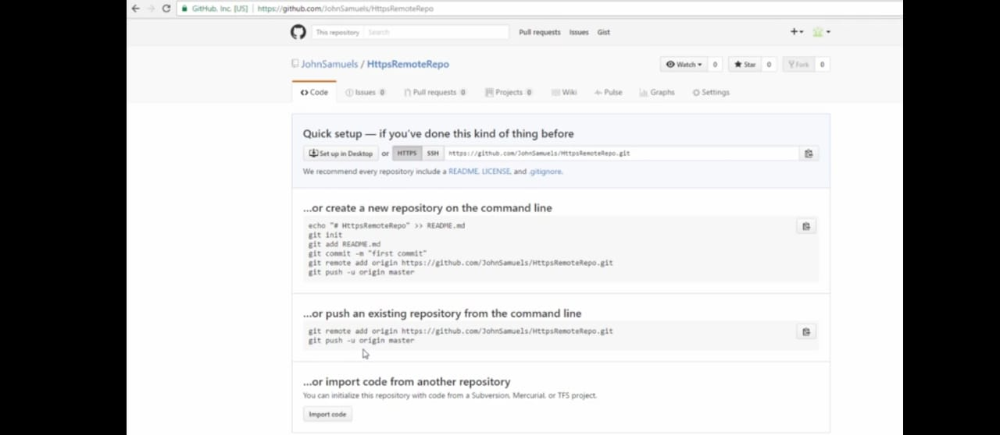 GitHub, Inc. [US] https://github.com/JohnSamuels/HttpsRemoteRepo
This repository Search Pull requests Issues Gist
JohnSamuels / HttpsRemoteRepo Watch 0 Star 0 Fork 0
Code Issues 0 Pull requests 0 Projects 0 Wiki Pulse Graphs Settings
Quick setup — if you've done this kind of thing before
Set up in Desktop or HTTPS SSH https://github.com/JohnSamuels/HttpsRemoteRepo.git
We recommend every repository include a README, LICENSE, and .gitignore.
...or create a new repository on the command line
echo "# HttpsRemoteRepo" >> README.md
git init
git add README.md
git commit -m "first commit"
git remote add origin https://github.com/JohnSamuels/HttpsRemoteRepo.git
git push -u origin master
...or push an existing repository from the command line
git remote add origin https://github.com/JohnSamuels/HttpsRemoteRepo.git
git push -u origin master
...or import code from another repository
You can initialize this repository with code from a Subversion, Mercurial, or TFS project.
Import code